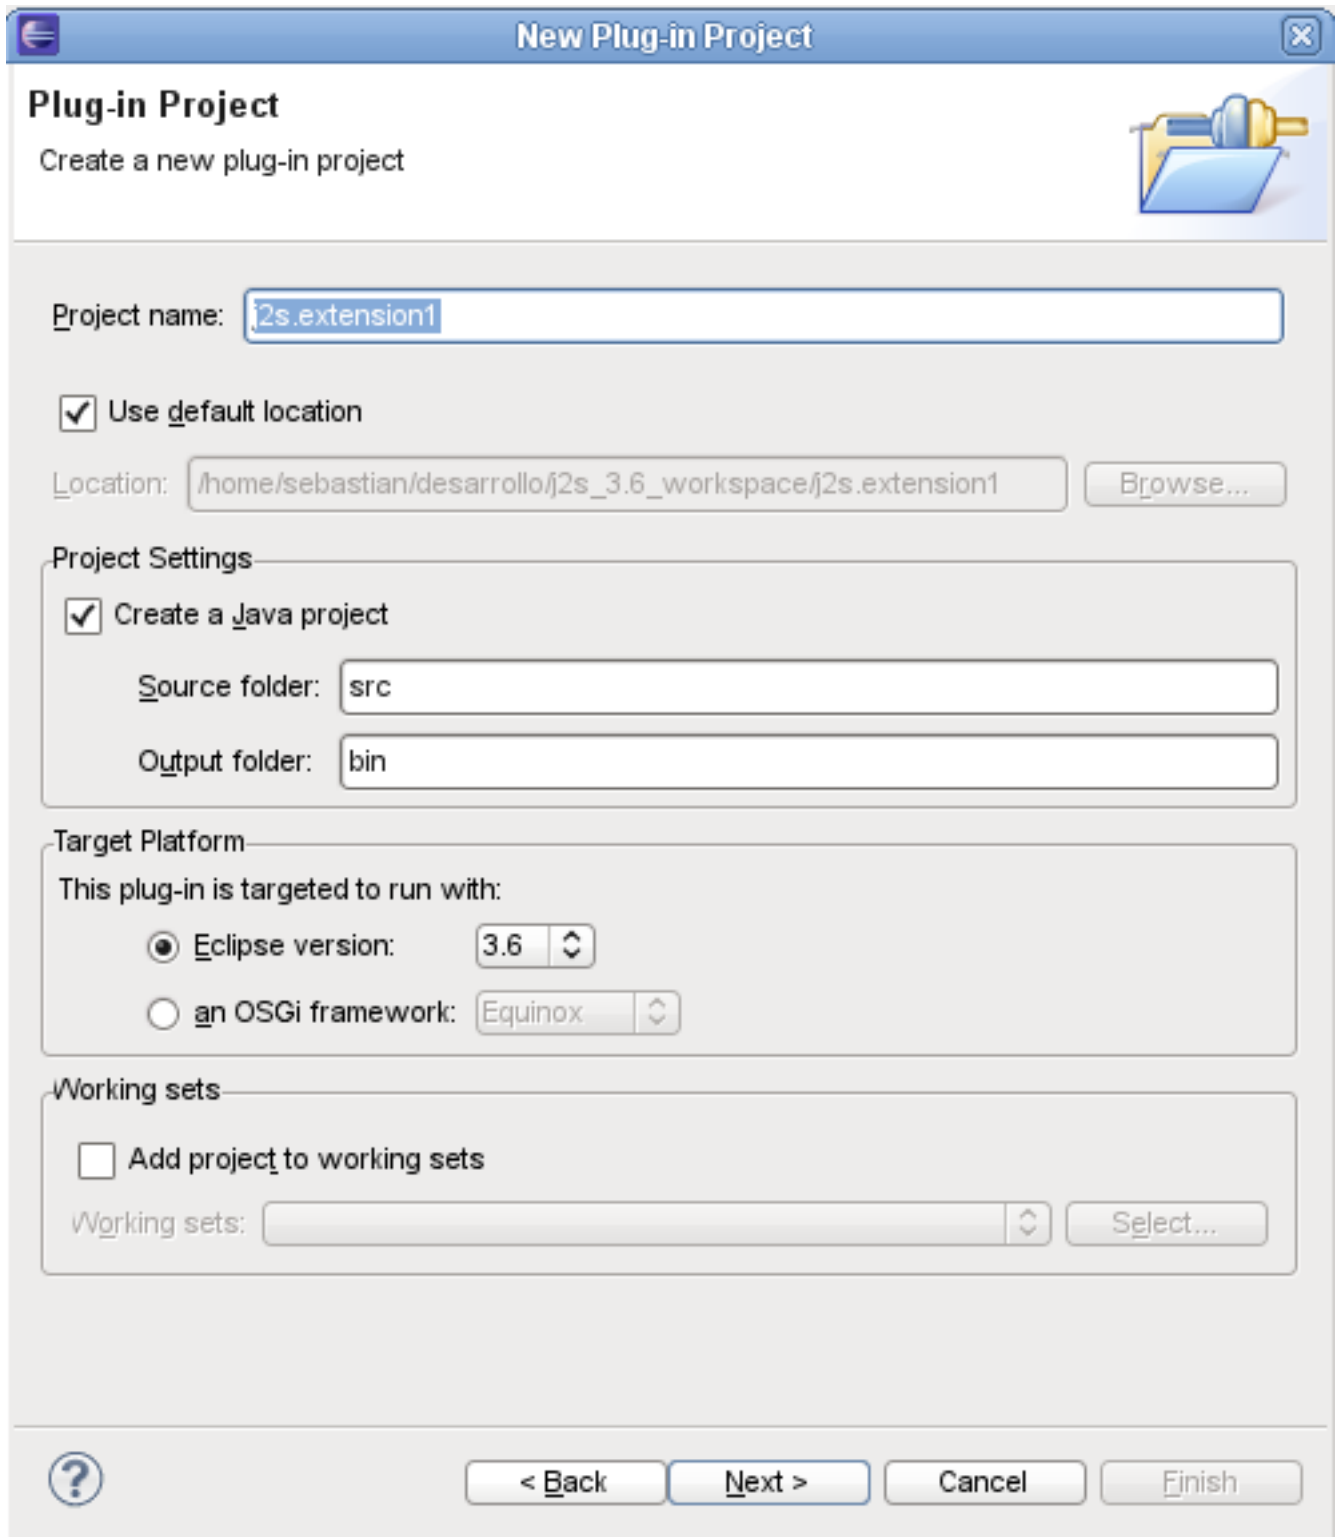 New Plug-in Project
Plug-in Project
Create a new plug-in project
Project name: j2s.extension1
Use default location
Location: /home/sebastian/desarrollo/j2s_3.6_workspace/j2s.extension1 Browse...
Project Settings
Create a Java project
Source folder: src
Output folder: bin
Target Platform
This plug-in is targeted to run with:
Eclipse version: 3.6
an OSGi framework: Equinox
Working sets
Add project to working sets
Working sets: Select...
? < Back Next > Cancel Finish